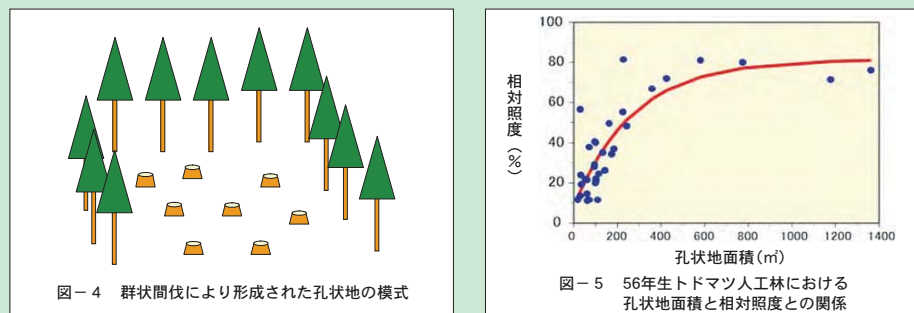 図－4 群状間伐により形成された孔状地の模式
100
80
60
40
20
0
相対照度（％）
0 200 400 600 800 1000 1200 1400
孔状地面積（㎡）
図－5 56年生トドマツ人工林における
孔状地面積と相対照度との関係